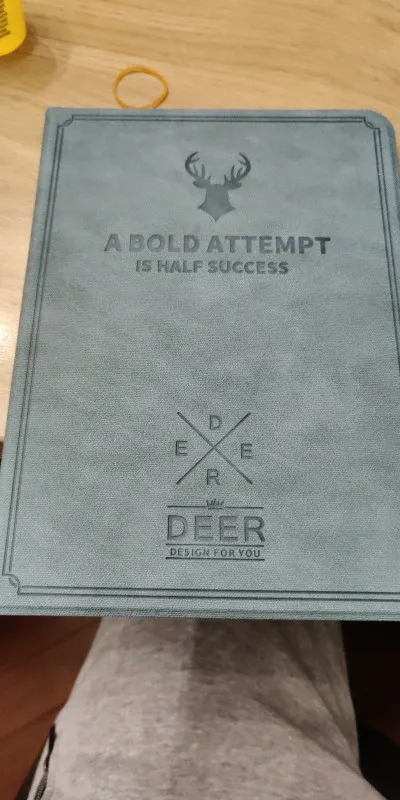 A BOLD ATTEMPT
IS HALF SUCCESS
D
E E
R
DEER
DESIGN FOR YOU